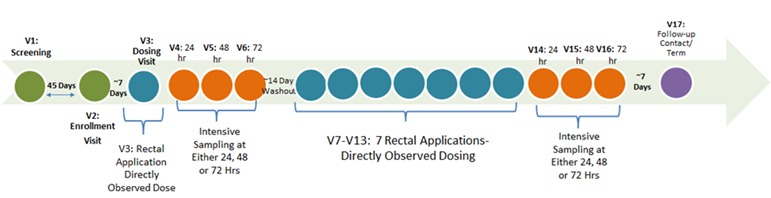 V1:
Screening
45 Days
V2:
Enrollment
Visit
~7
Days
V3:
Dosing
Visit
V3: Rectal
Application
Directly
Observed Dose
V4: 24
hr
V5: 48
hr
V6: 72
hr
Intensive
Sampling at
Either 24, 48
or 72 Hrs
~14 Day
Washout
V7-V13: 7 Rectal Applications-
Directly Observed Dosing
V14: 24
hr
V15: 48
hr
V16: 72
hr
Intensive
Sampling at
Either 24, 48
or 72 Hrs
~7
Days
V17:
Follow-up
Contact/
Term